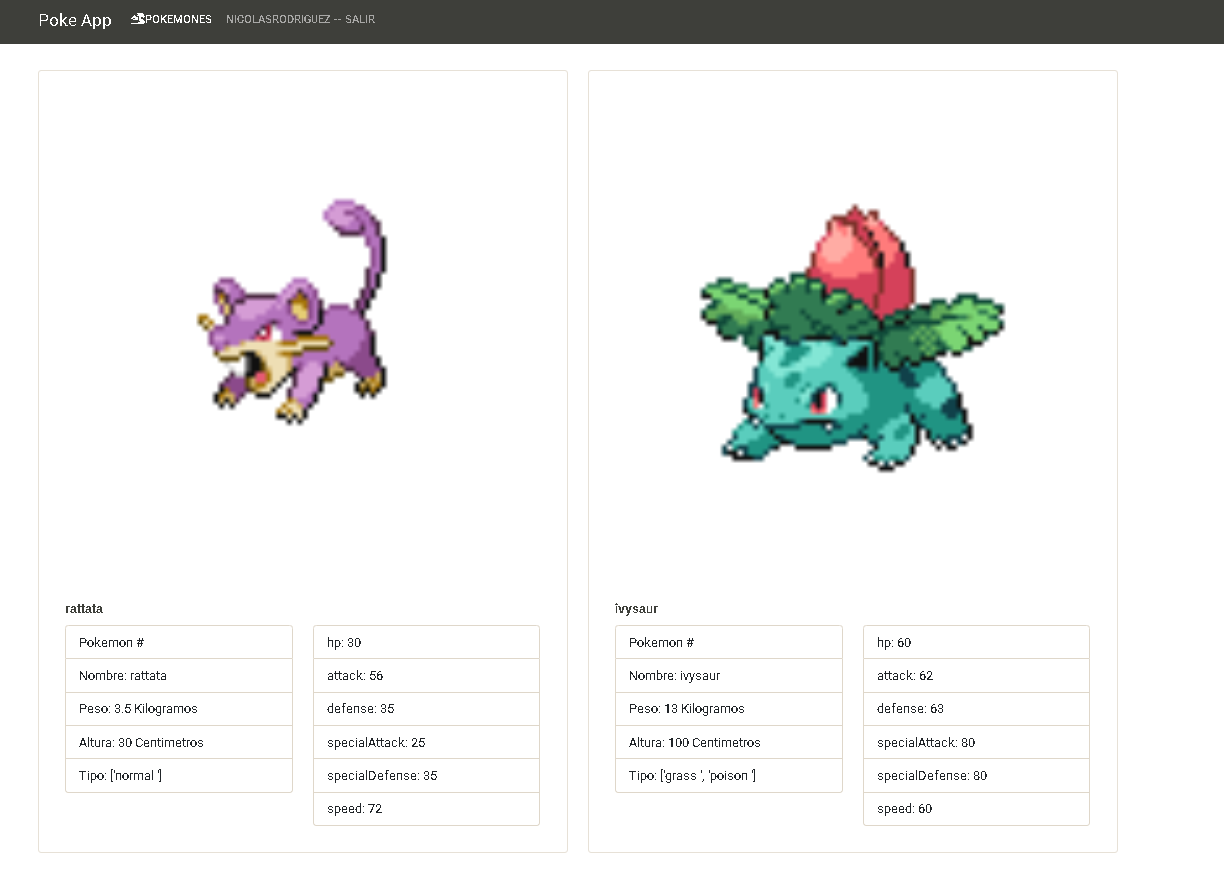 Poke App POKEMONES NICOLASRODRIGUEZ -- SALIR
rattata
Pokemon #
Nombre: rattata
Peso: 3.5 Kilogramos
Altura: 30 Centimetros
Tipo: ['normal ']
hp: 30
attack: 56
defense: 35
specialAttack: 25
specialDefense: 35
speed: 72
ivysaur
Pokemon #
Nombre: ivysaur
Peso: 13 Kilogramos
Altura: 100 Centimetros
Tipo: ['grass ', 'poison ']
hp: 60
attack: 62
defense: 63
specialAttack: 80
specialDefense: 80
speed: 60